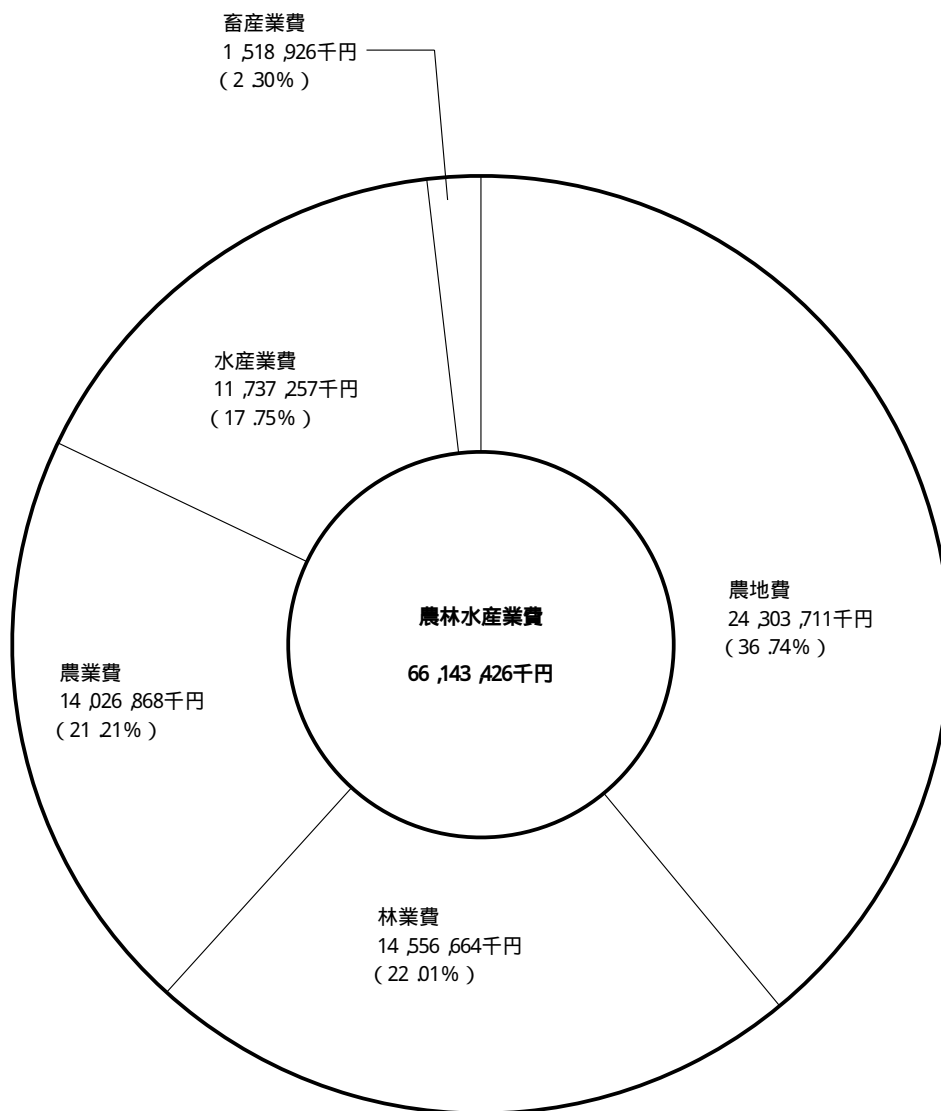 畜産業費
1,518,926千円
(2.30%)
水産業費
11,737,257千円
(17.75%)
農地費
24,303,711千円
(36.74%)
農林水産業費
66,143,426千円
農業費
14,026,868千円
(21.21%)
林業費
14,556,664千円
(22.01%)